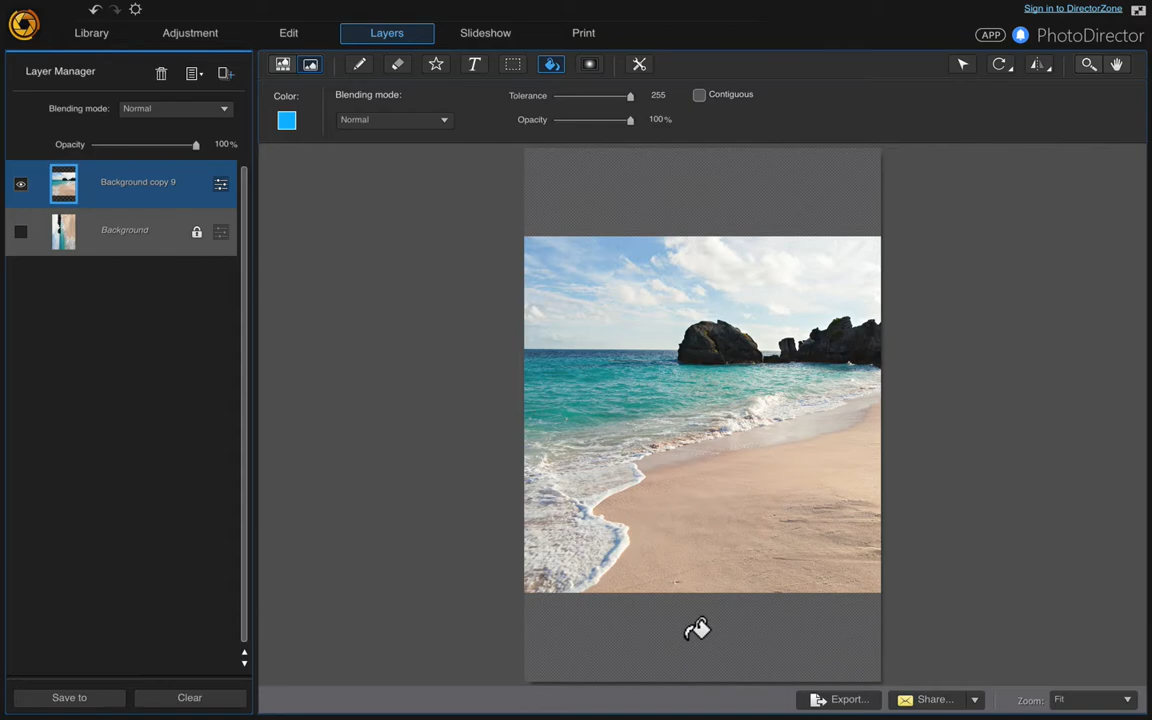 Sign in to DirectorZone
Library
Adjustment
Edit
Layers
Slideshow
Print
APP
PhotoDirector
Layer Manager
T
Color:
Blending mode:
Normal
Tolerance
255
Contiguous
Opacity
100%
Blending mode:
Normal
Opacity
100%
Background copy 9
Background
Save to
Clear
Export...
Share...
Zoom:
Fit